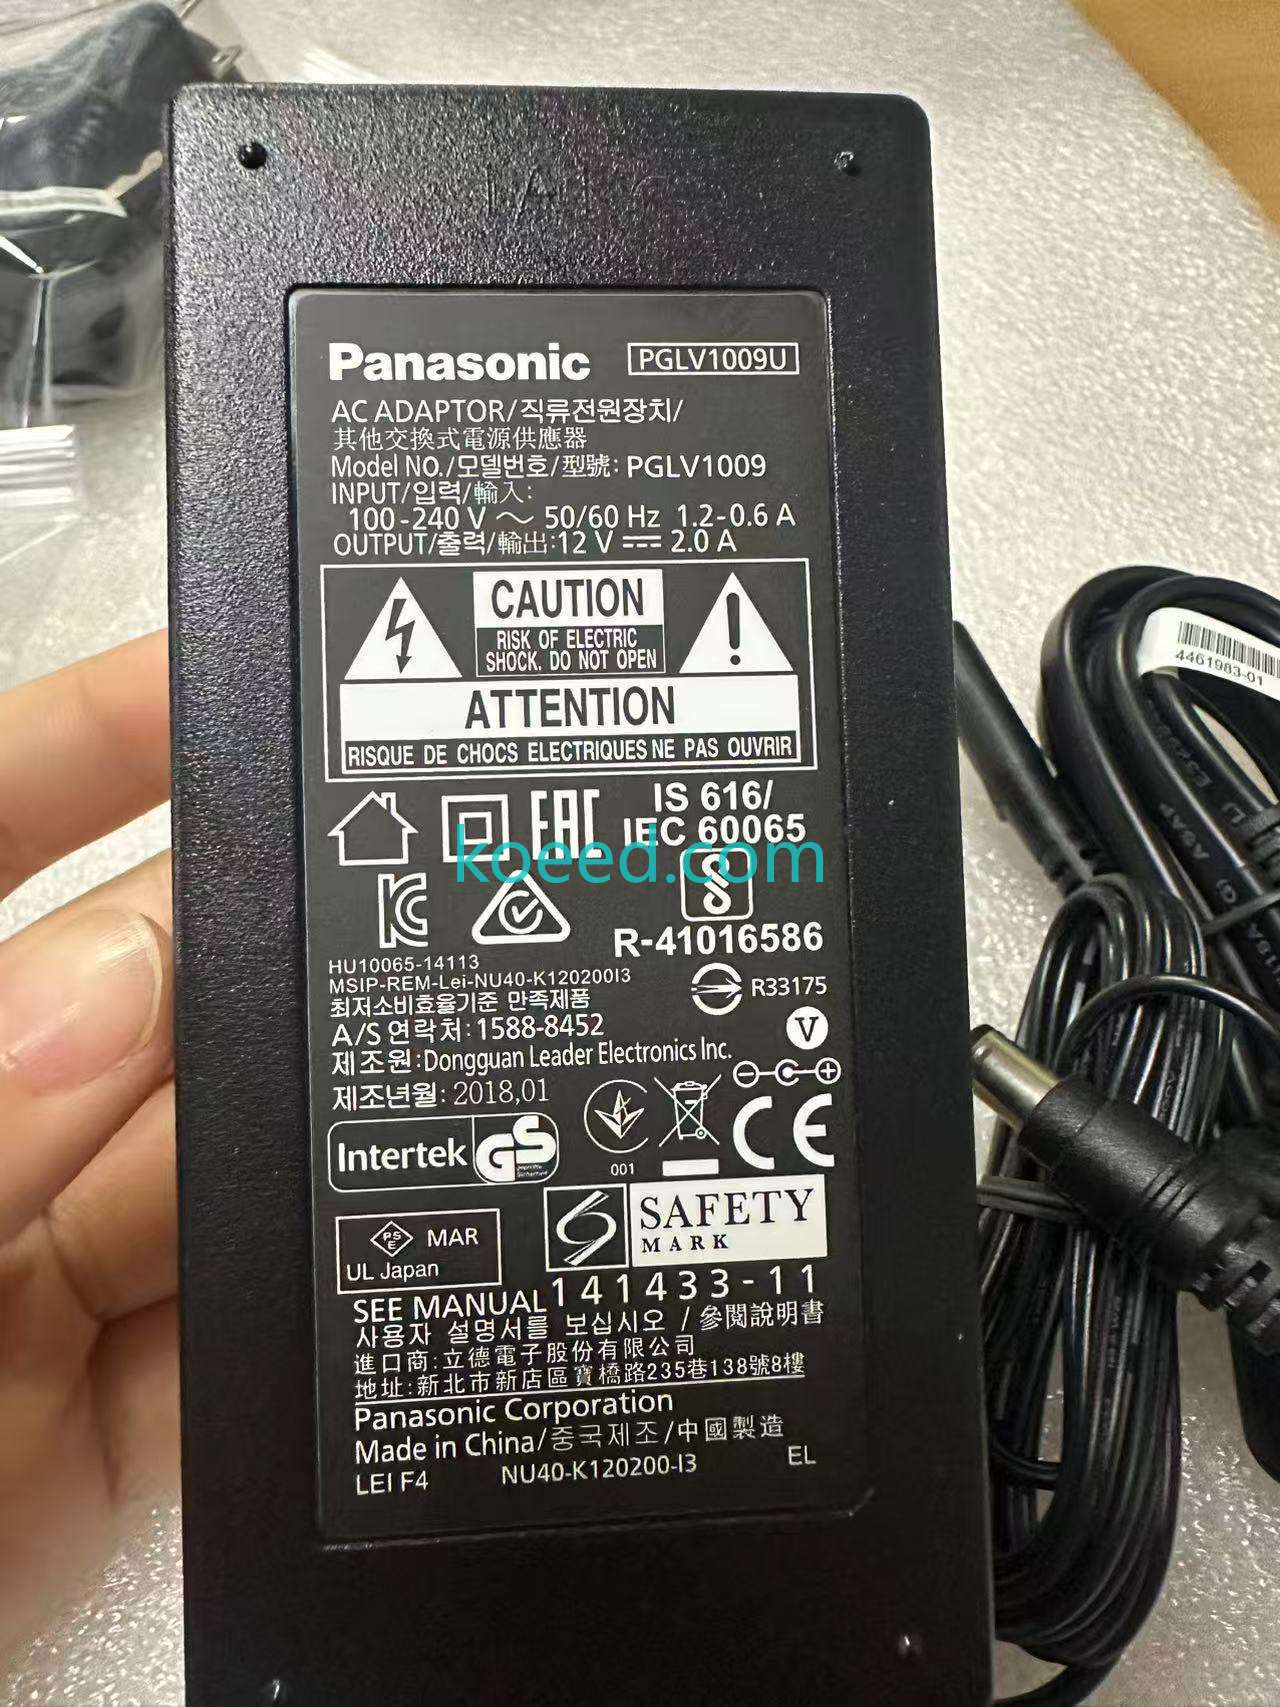 Panasonic PGLV1009U
AC ADAPTOR/직류전원장치/
其他交換式電源供應器
Model NO./모델번호/型號: PGLV1009
INPUT/입력/輸入:
100-240 V ～ 50/60 Hz 1.2-0.6 A
OUTPUT/출력/輸出:12 V ⎓ 2.0 A
CAUTION
RISK OF ELECTRIC
SHOCK. DO NOT OPEN
ATTENTION
RISQUE DE CHOCS ELECTRIQUES NE PAS OUVRIR
EAC
IS 616/
IEC 60065
koeed.com
R-41016586
HU10065-14113
MSIP-REM-Lei-NU40-K120200I3
R33175
최저소비효율기준 만족제품
A/S 연락처: 1588-8452
V
제조원:Dongguan Leader Electronics Inc.
제조년월: 2018,01
Intertek GS
001
CE
PSE MAR
UL Japan
SAFETY
MARK
SEE MANUAL 141433-11
사용자 설명서를 보십시오 / 參閱說明書
進口商:立德電子股份有限公司
地址:新北市新店區寶橋路235巷138號8樓
Panasonic Corporation
Made in China/중국제조/中國製造
LEI F4 NU40-K120200-I3 EL
4461983-01